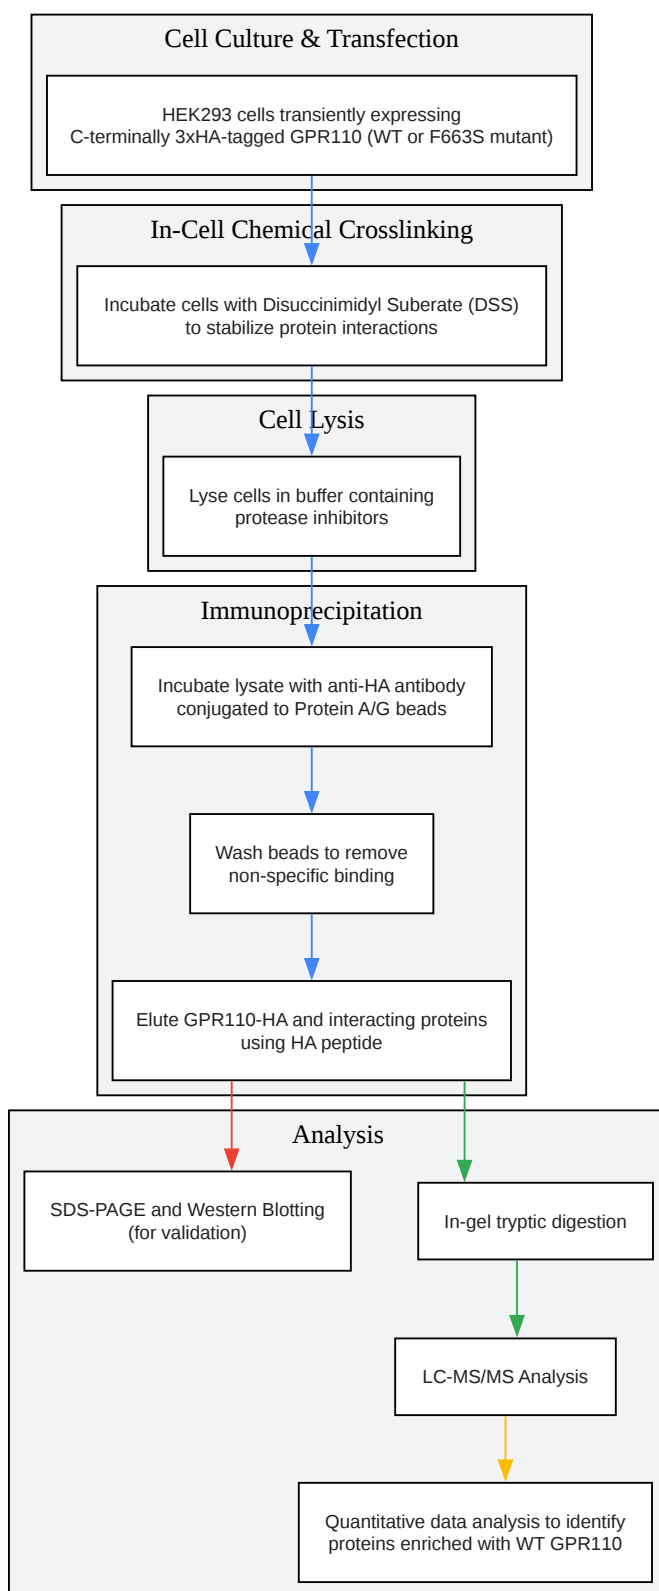 Cell Culture & Transfection
HEK293 cells transiently expressing
C-terminally 3xHA-tagged GPR110 (WT or F663S mutant)
In-Cell Chemical Crosslinking
Incubate cells with Disuccinimidyl Suberate (DSS)
to stabilize protein interactions
Cell Lysis
Lyse cells in buffer containing
protease inhibitors
Immunoprecipitation
Incubate lysate with anti-HA antibody
conjugated to Protein A/G beads
Wash beads to remove
non-specific binding
Elute GPR110-HA and interacting proteins
using HA peptide
Analysis
SDS-PAGE and Western Blotting
(for validation)
In-gel tryptic digestion
LC-MS/MS Analysis
Quantitative data analysis to identify
proteins enriched with WT GPR110